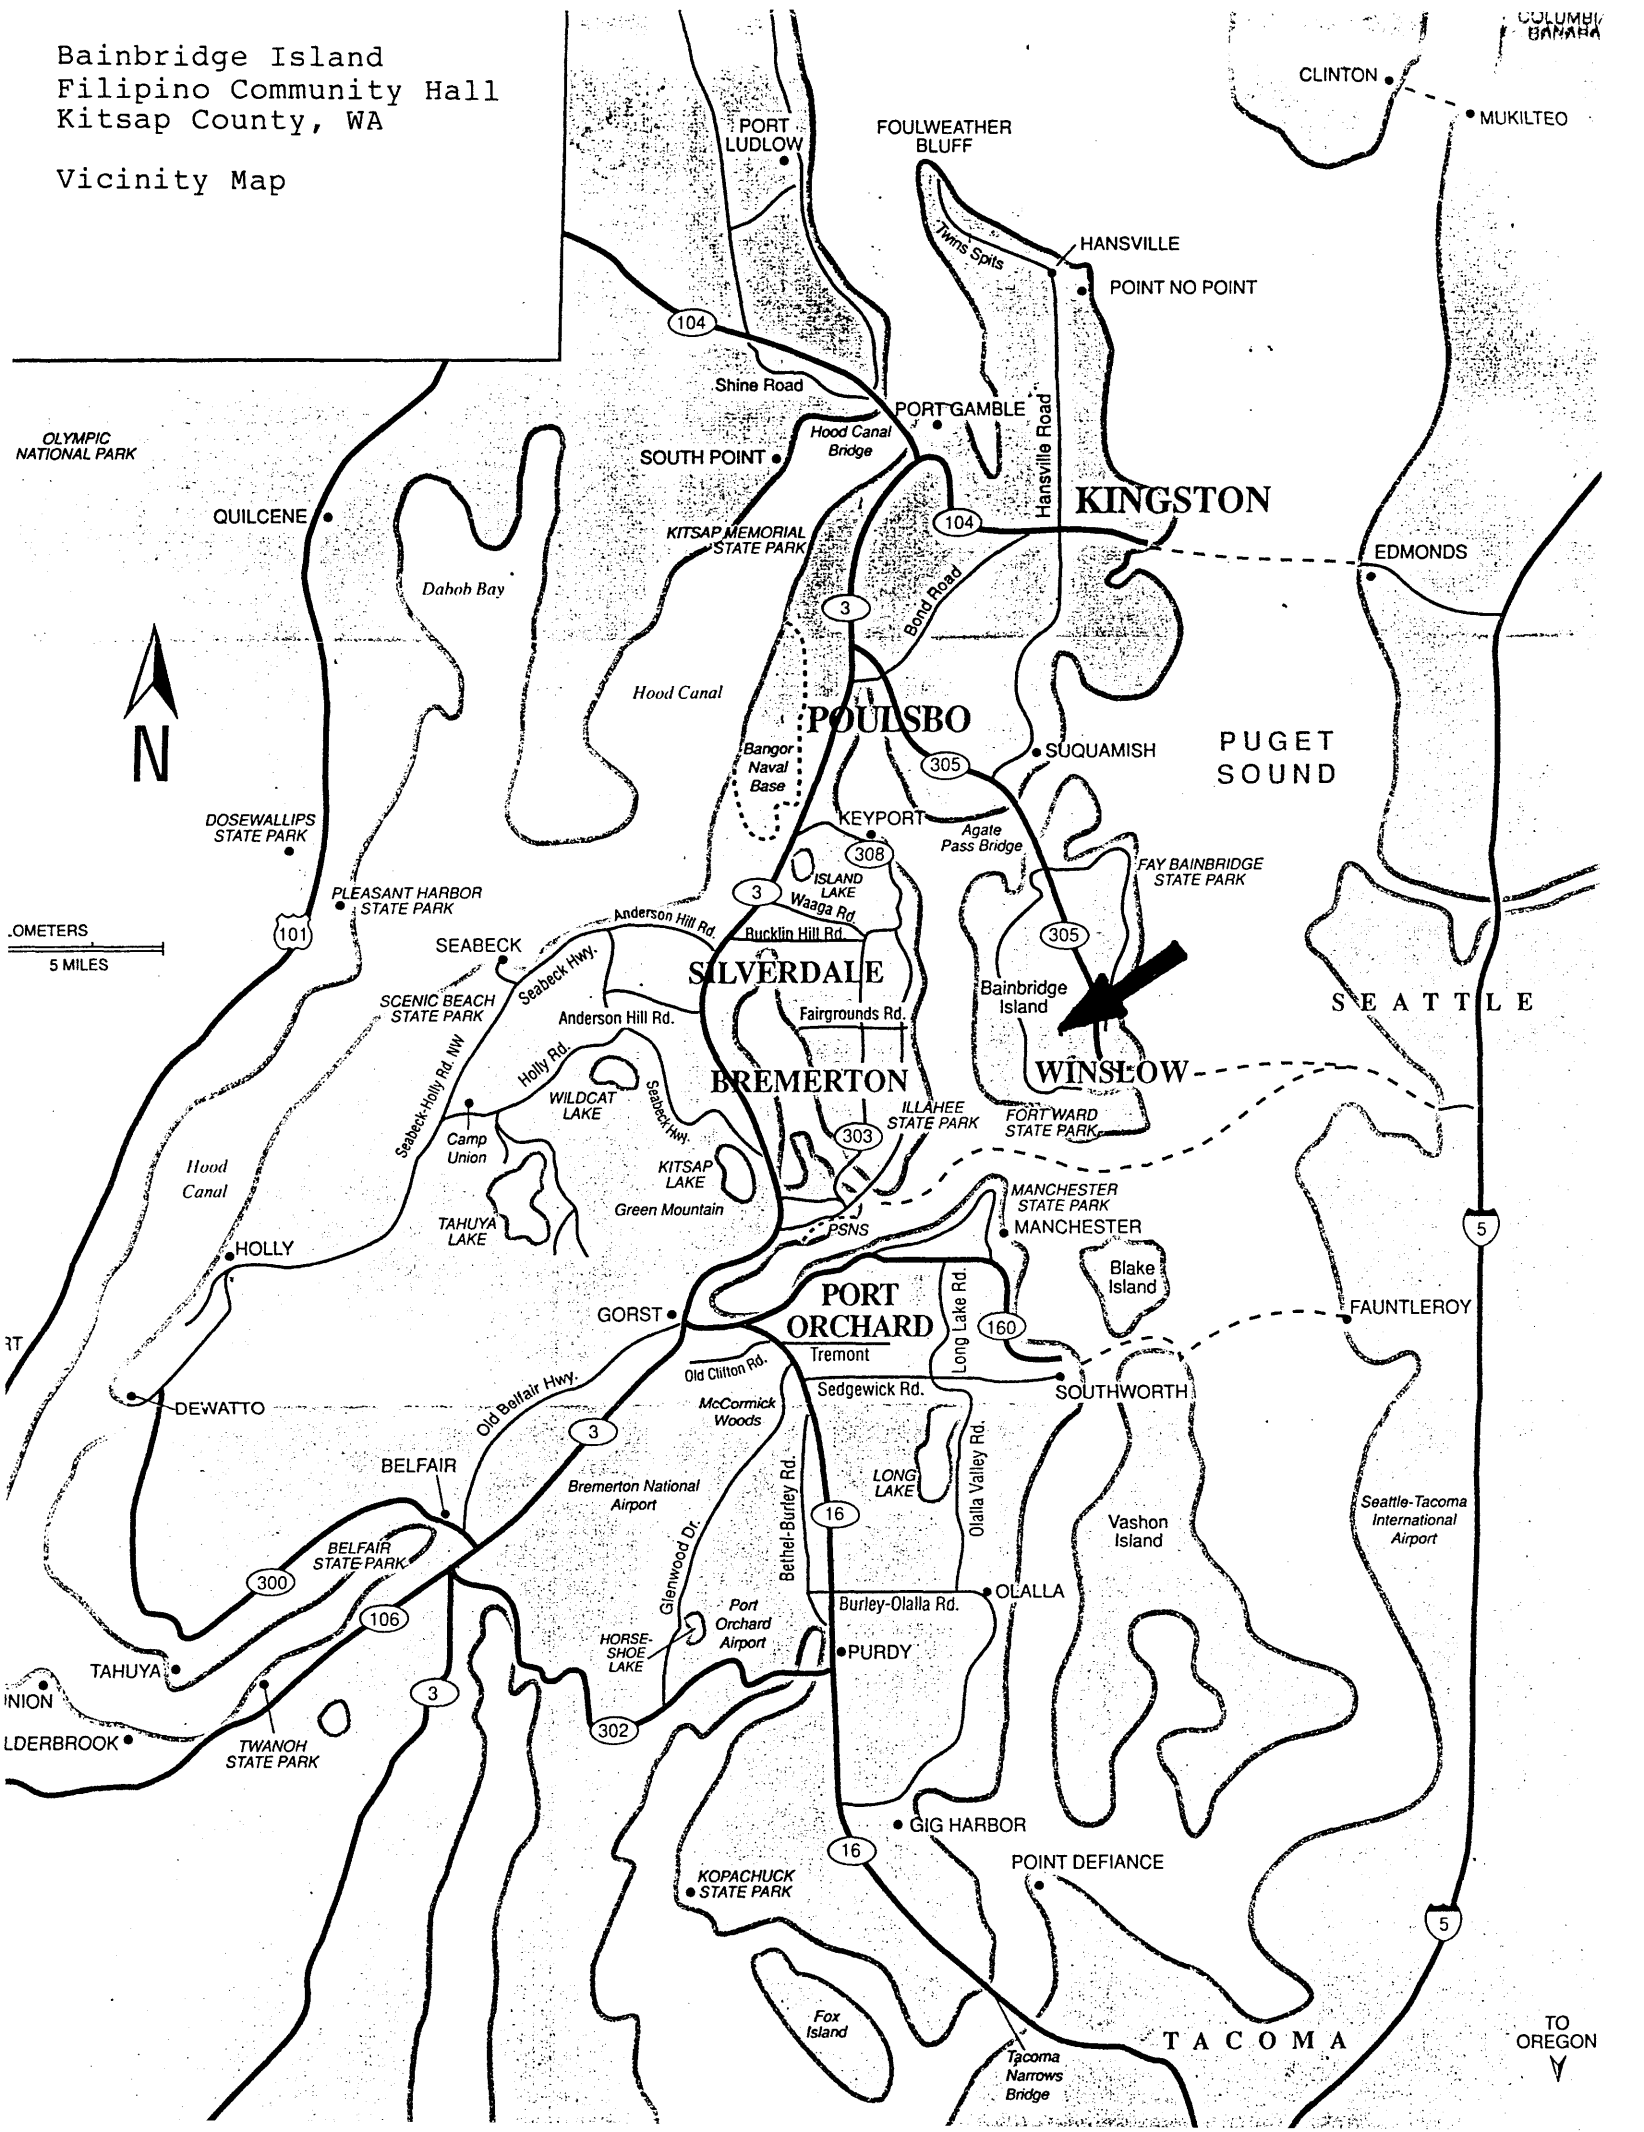 Bainbridge Island
Filipino Community Hall
Kitsap County, WA
Vicinity Map
CLINTON
MUKILTEO
PORT
LUDLOW
FOULWEATHER
BLUFF
Twins Spits
HANSVILLE
POINT NO POINT
104
Shine Road
PORT GAMBLE
Hood Canal
Bridge
Hansville Road
OLYMPIC
NATIONAL PARK
SOUTH POINT
KINGSTON
QUILCENE
104
KITSAP MEMORIAL
STATE PARK
EDMONDS
Dabob Bay
3
Bond Road
N
Hood Canal
POULSBO
PUGET
SOUND
Bangor
Naval
Base
305
SUQUAMISH
DOSEWALLIPS
STATE PARK
KEYPORT
308
Agate
Pass Bridge
FAY BAINBRIDGE
STATE PARK
ISLAND
LAKE
3
Waaga Rd.
PLEASANT HARBOR
STATE PARK
101
Anderson Hill Rd.
Bucklin Hill Rd.
305
.OMETERS
5 MILES
SEABECK
Seabeck Hwy.
SILVERDALE
Bainbridge
Island
SCENIC BEACH
STATE PARK
SEATTLE
Anderson Hill Rd.
Fairgrounds Rd.
Seabeck-Holly Rd. NW
Holly Rd.
WILDCAT
LAKE
Seabeck Hwy.
BREMERTON
WINSLOW
ILLAHEE
STATE PARK
FORT WARD
STATE PARK
303
Camp
Union
KITSAP
LAKE
Hood
Canal
Green Mountain
TAHUYA
LAKE
MANCHESTER
STATE PARK
MANCHESTER
PSNS
5
HOLLY
Blake
Island
PORT
ORCHARD
Long Lake Rd.
GORST
160
FAUNTLEROY
RT
Tremont
Old Clifton Rd.
Sedgewick Rd.
SOUTHWORTH
Old Belfair Hwy.
McCormick
Woods
DEWATTO
3
BELFAIR
Bremerton National
Airport
Bethel-Burley Rd.
LONG
LAKE
Olalla Valley Rd.
16
Vashon
Island
Seattle-Tacoma
International
Airport
BELFAIR
STATE PARK
Glenwood Dr.
300
106
OLALLA
Burley-Olalla Rd.
Port
Orchard
Airport
HORSE-
SHOE
LAKE
PURDY
TAHUYA
3
NION
302
LDERBROOK
TWANOH
STATE PARK
GIG HARBOR
16
POINT DEFIANCE
KOPACHUCK
STATE PARK
5
Fox
Island
TACOMA
TO
OREGON
Tacoma
Narrows
Bridge